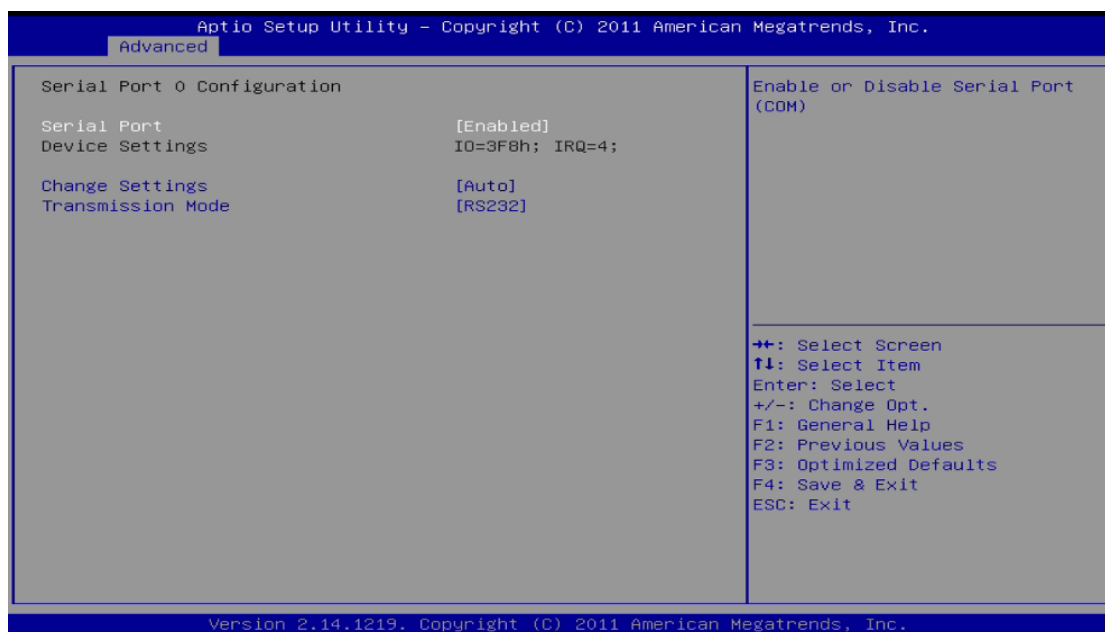 Aptio Setup Utility – Copyright (C) 2011 American Megatrends, Inc.
Advanced
Serial Port 0 Configuration
Serial Port [Enabled]
Device Settings IO=3F8h; IRQ=4;
Change Settings [Auto]
Transmission Mode [RS232]
Enable or Disable Serial Port
(COM)
→←: Select Screen
↑↓: Select Item
Enter: Select
+/-: Change Opt.
F1: General Help
F2: Previous Values
F3: Optimized Defaults
F4: Save & Exit
ESC: Exit
Version 2.14.1219. Copyright (C) 2011 American Megatrends, Inc.